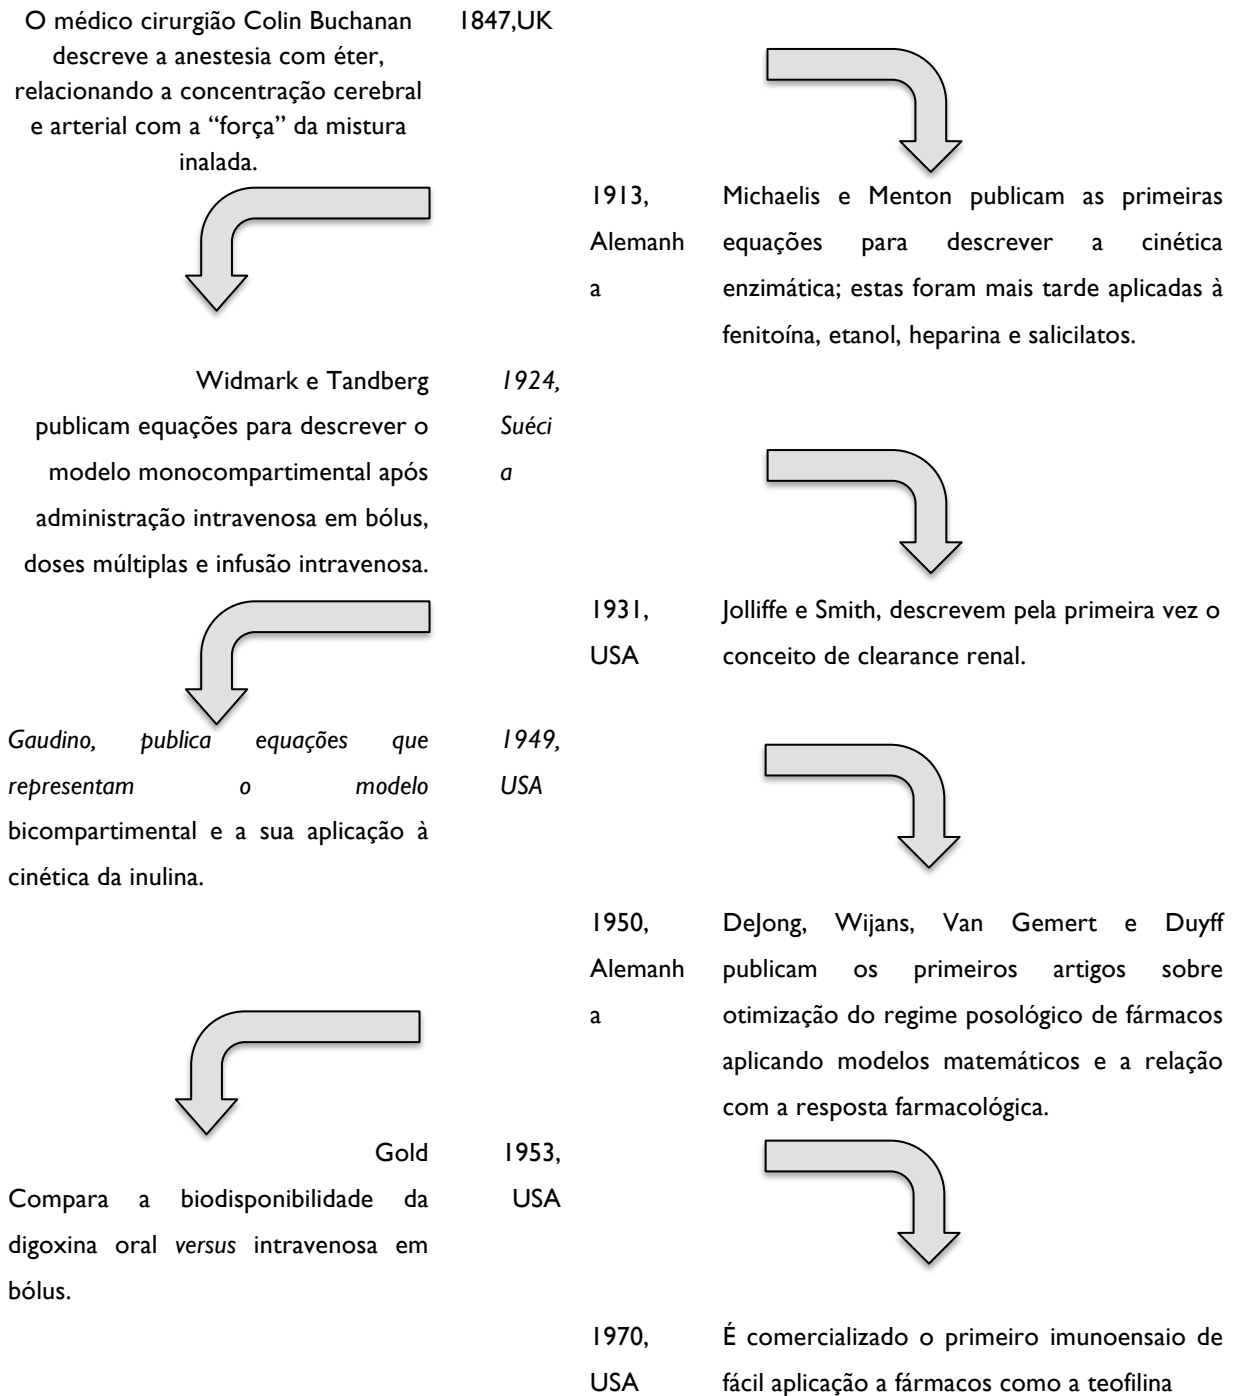 O médico cirurgião Colin Buchanan
descreve a anestesia com éter,
relacionando a concentração cerebral
e arterial com a “força” da mistura
inalada.
1847,UK
1913,
Alemanh
a
Michaelis e Menton publicam as primeiras
equações para descrever a cinética
enzimática; estas foram mais tarde aplicadas à
fenitoína, etanol, heparina e salicilatos.
Widmark e Tandberg
publicam equações para descrever o
modelo monocompartimental após
administração intravenosa em bólus,
doses múltiplas e infusão intravenosa.
1924,
Suéci
a
1931,
USA
Jolliffe e Smith, descrevem pela primeira vez o
conceito de clearance renal.
Gaudino, publica equações que
representam o modelo
bicompartimental e a sua aplicação à
cinética da inulina.
1949,
USA
1950,
Alemanh
a
DeJong, Wijans, Van Gemert e Duyff
publicam os primeiros artigos sobre
otimização do regime posológico de fármacos
aplicando modelos matemáticos e a relação
com a resposta farmacológica.
Gold
Compara a biodisponibilidade da
digoxina oral versus intravenosa em
bólus.
1953,
USA
1970,
USA
É comercializado o primeiro imunoensaio de
fácil aplicação a fármacos como a teofilina